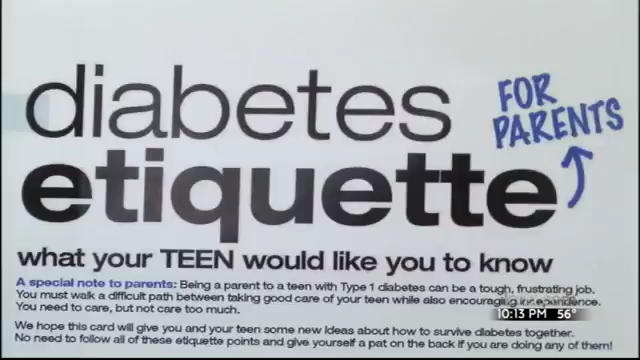 diabetes
etiquette
FOR
PARENTS
what your TEEN would like you to know
A special note to parents: Being a parent to a teen with Type 1 diabetes can be a tough, frustrating job.
You must walk a difficult path between taking good care of your teen while also encouraging independence.
You need to care, but not care too much.
We hope this card will give you and your teen some new ideas about how to survive diabetes together.
No need to follow all of these etiquette points and give yourself a pat on the back if you are doing any of them!
10:13 PM 56°